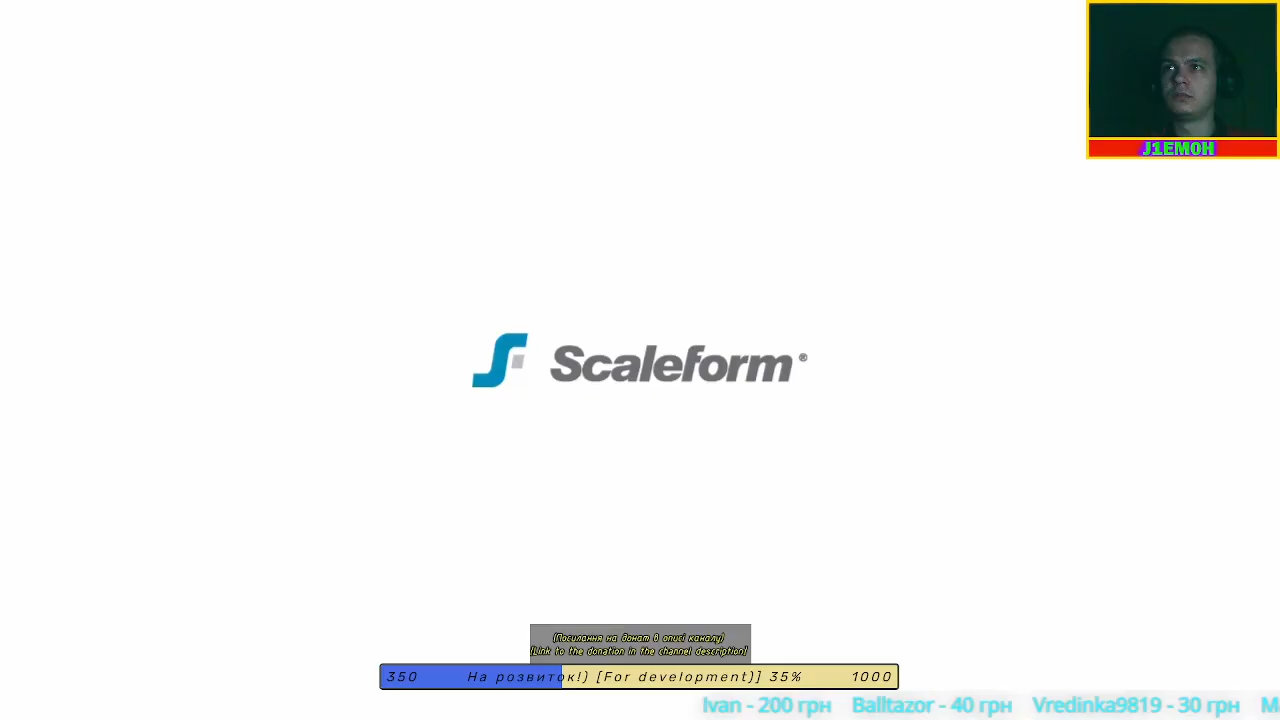 J1EM0H
Scaleform®
(Посилання на донат в описі каналу)
[Link to the donation in the channel description]
350 На розвиток!) [For development)] 35% 1000
Ivan - 200 грн Balltazor - 40 грн Vredinka9819 - 30 грн M